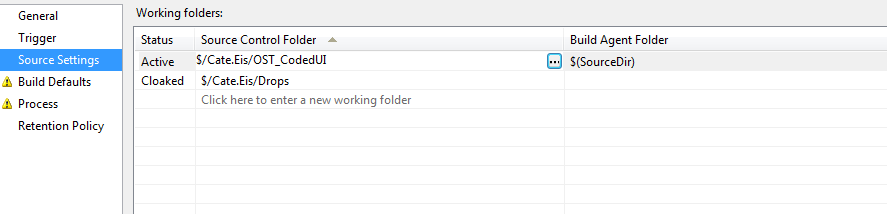 General
Trigger
Source Settings
Build Defaults
Process
Retention Policy
Working folders:
Status Source Control Folder Build Agent Folder
Active $/Cate.Eis/OST_CodedUI ... $(SourceDir)
Cloaked $/Cate.Eis/Drops
Click here to enter a new working folder